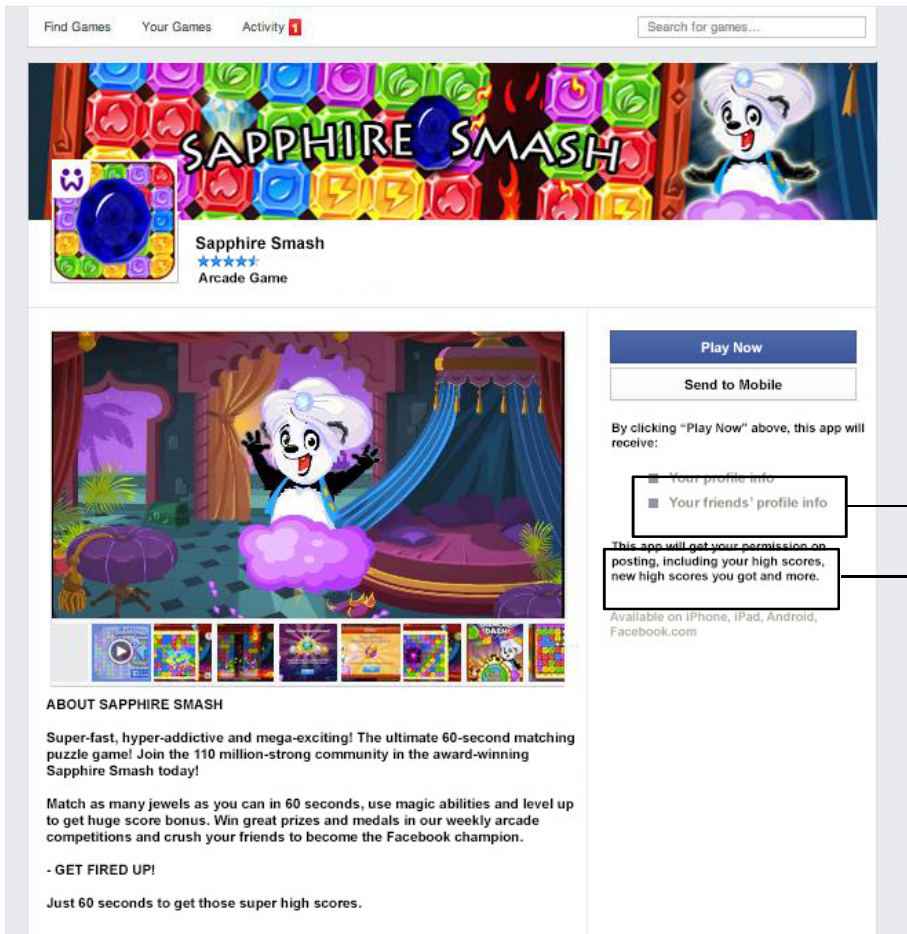 Find Games Your Games Activity 1
Search for games...
SAPPHIRE SMASH
Sapphire Smash
Arcade Game
Play Now
Send to Mobile
By clicking “Play Now” above, this app will
receive:
Your profile info
Your friends’ profile info
This app will get your permission on
posting, including your high scores,
new high scores you got and more.
Available on iPhone, iPad, Android,
Facebook.com
DASH!
ABOUT SAPPHIRE SMASH
Super-fast, hyper-addictive and mega-exciting! The ultimate 60-second matching
puzzle game! Join the 110 million-strong community in the award-winning
Sapphire Smash today!
Match as many jewels as you can in 60 seconds, use magic abilities and level up
to get huge score bonus. Win great prizes and medals in our weekly arcade
competitions and crush your friends to become the Facebook champion.
- GET FIRED UP!
Just 60 seconds to get those super high scores.